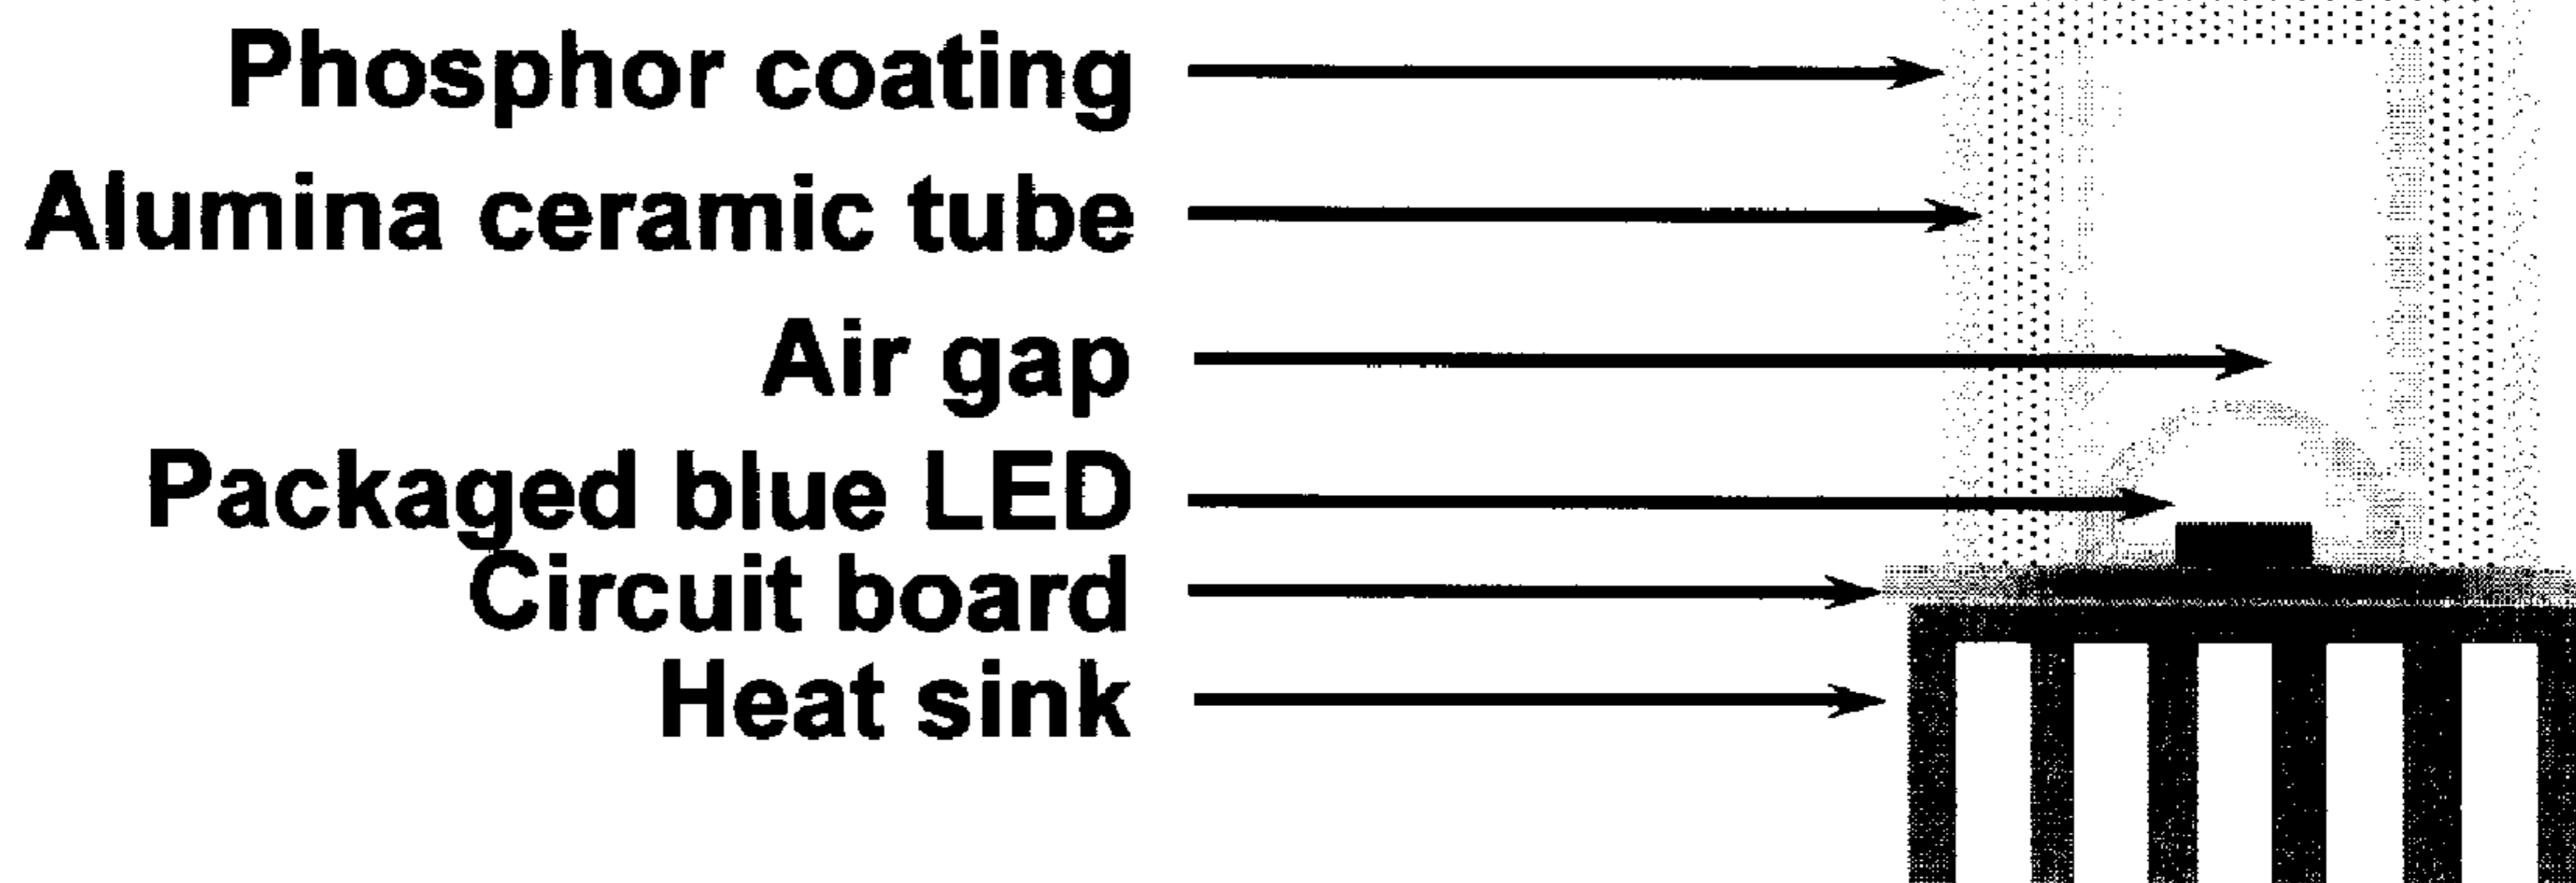 Phosphor coating
Alumina ceramic tube
Air gap
Packaged blue LED
Circuit board
Heat sink